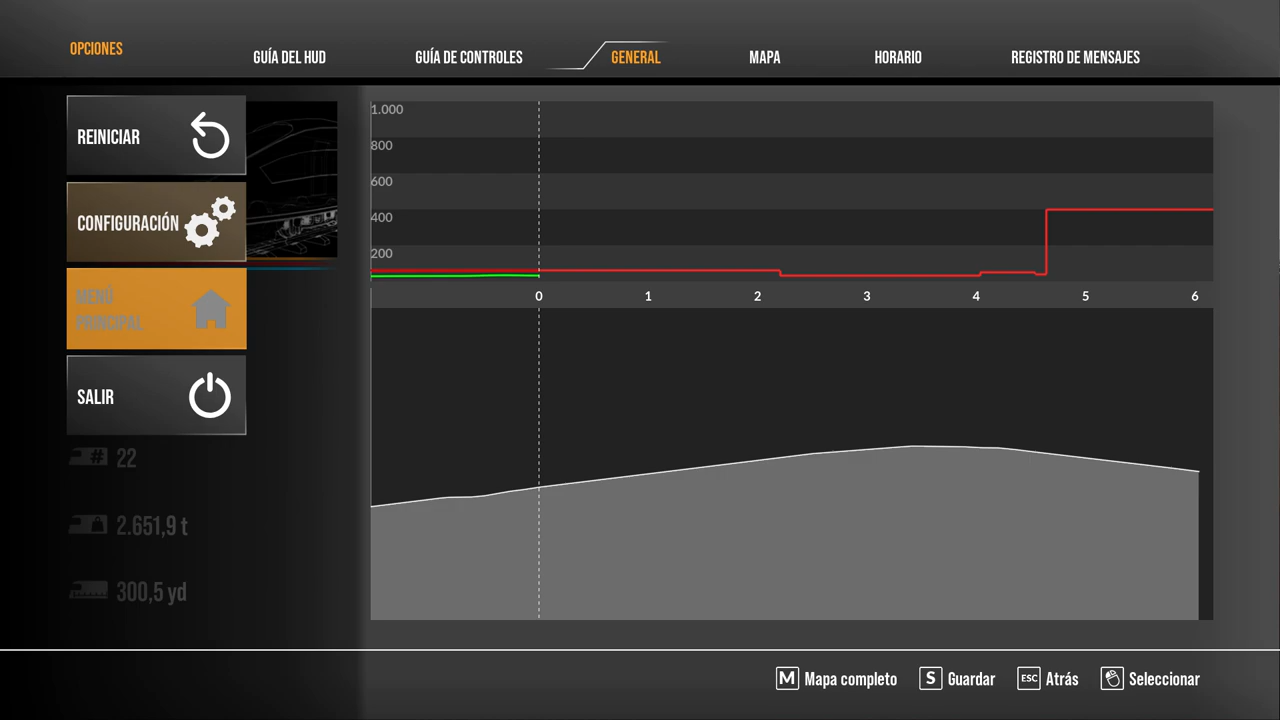 OPCIONES
GUÍA DEL HUD
GUÍA DE CONTROLES
GENERAL
MAPA
HORARIO
REGISTRO DE MENSAJES
REINICIAR
CONFIGURACIÓN
MENÚ
PRINCIPAL
SALIR
# 22
2.651,9 t
300,5 yd
1.000
800
600
400
200
0 1 2 3 4 5 6
M Mapa completo
S Guardar
ESC Atrás
Seleccionar